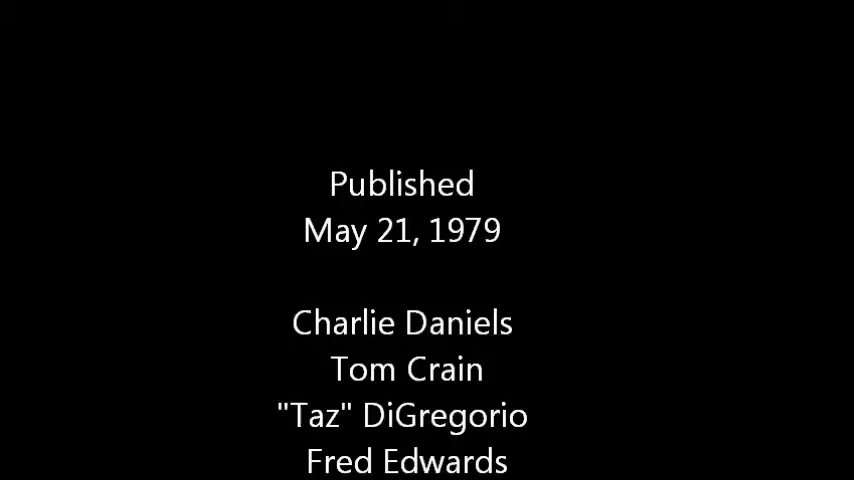 Published
May 21, 1979
Charlie Daniels
Tom Crain
"Taz" DiGregorio
Fred Edwards